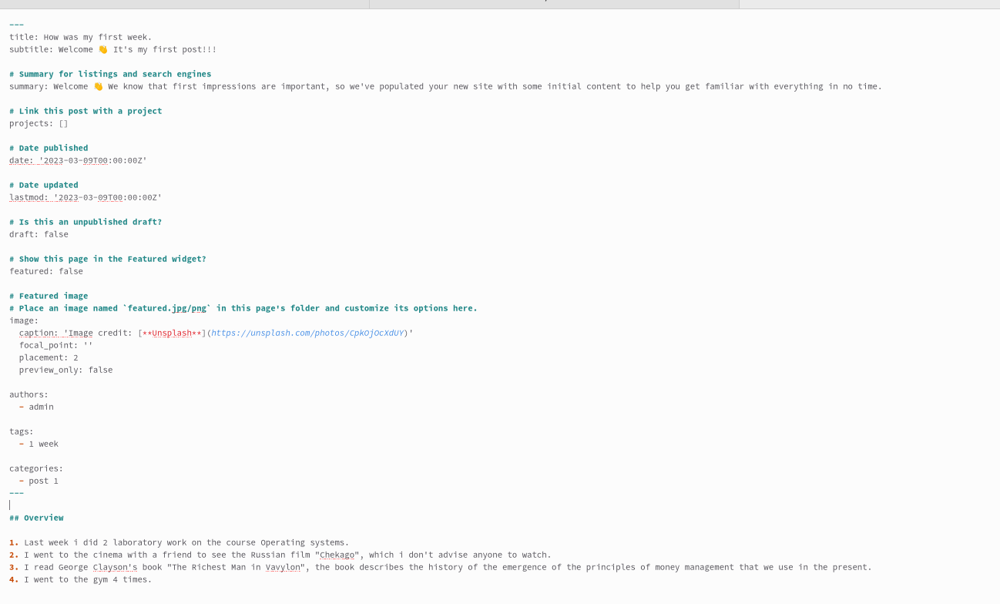 ---
title: How was my first week.
subtitle: Welcome 👋 It's my first post!!!
# Summary for listings and search engines
summary: Welcome 👋 We know that first impressions are important, so we've populated your new site with some initial content to help you get familiar with everything in no time.
# Link this post with a project
projects: []
# Date published
date: '2023-03-09T00:00:00Z'
# Date updated
lastmod: '2023-03-09T00:00:00Z'
# Is this an unpublished draft?
draft: false
# Show this page in the Featured widget?
featured: false
# Featured image
# Place an image named `featured.jpg/png` in this page's folder and customize its options here.
image:
  caption: 'Image credit: [**Unsplash**](https://unsplash.com/photos/CpkOjOcXdUY)'
  focal_point: ''
  placement: 2
  preview_only: false
authors:
  - admin
tags:
  - 1 week
categories:
  - post 1
---
## Overview
1. Last week i did 2 laboratory work on the course Operating systems.
2. I went to the cinema with a friend to see the Russian film "Chekago", which i don't advise anyone to watch.
3. I read George Clayson's book "The Richest Man in Vavylon", the book describes the history of the emergence of the principles of money management that we use in the present.
4. I went to the gym 4 times.